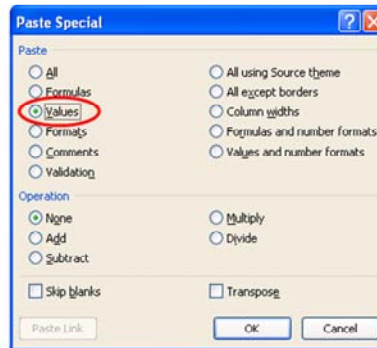 Paste Special
Paste
All
All using Source theme
Formulas
All except borders
Values
Column widths
Formats
Formulas and number formats
Comments
Values and number formats
Validation
Operation
None
Multiply
Add
Divide
Subtract
Skip blanks
Transpose
Paste Link
OK
Cancel